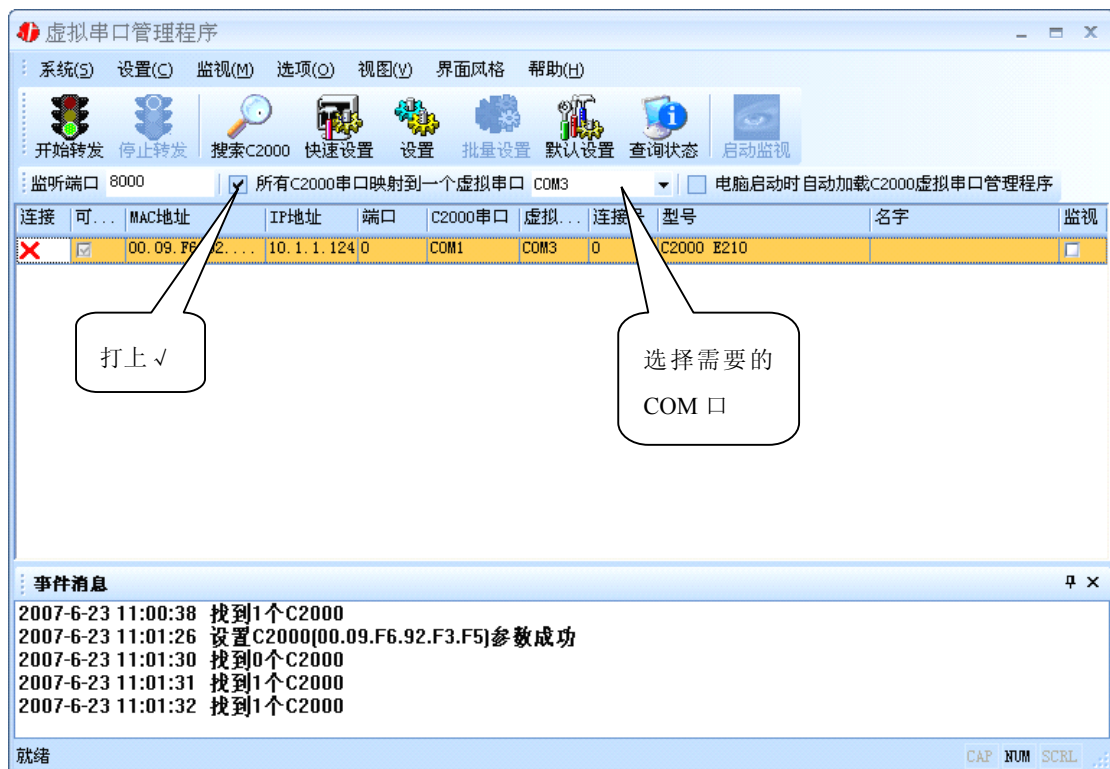 虚拟串口管理程序
系统(S) 设置(C) 监视(M) 选项(O) 视图(V) 界面风格 帮助(H)
开始转发 停止转发 搜索C2000 快速设置 设置 批量设置 默认设置 查询状态 启动监视
监听端口 8000 所有C2000串口映射到一个虚拟串口 COM3 电脑启动时自动加载C2000虚拟串口管理程序
连接 可... MAC地址 IP地址 端口 C2000串口 虚拟... 型号 名字 监视
10.1.1.124 0 COM1 COM3 0 C2000 E210
打上√
选择需要的
COM 口
事件消息
2007-6-23 11:00:38 找到1个C2000
2007-6-23 11:01:26 设置C2000(00.09.F6.92.F3.F5)参数成功
2007-6-23 11:01:30 找到0个C2000
2007-6-23 11:01:31 找到1个C2000
2007-6-23 11:01:32 找到1个C2000
就绪 CAP NUM SCRL